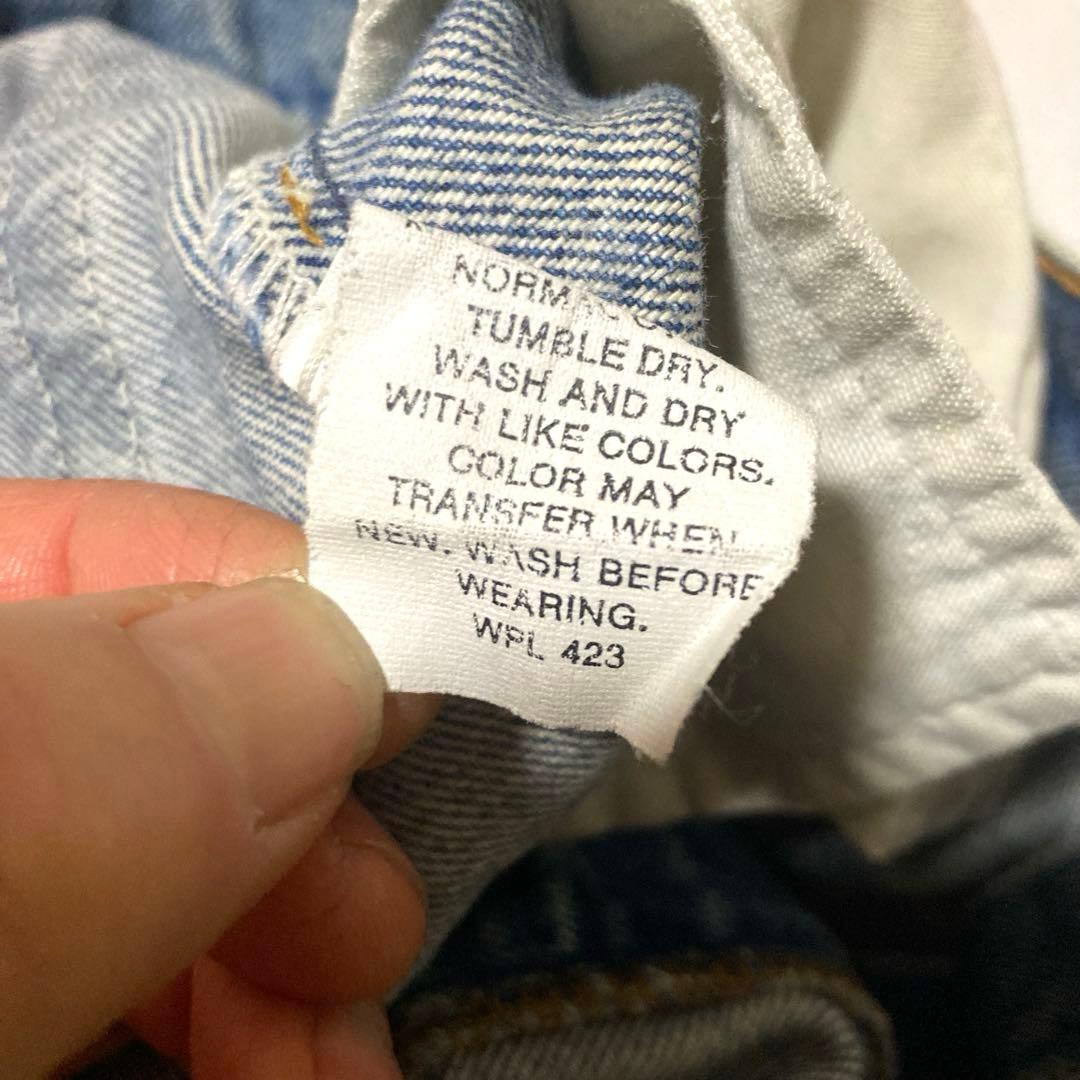 TUMBLE DRY.
WASH AND DRY
WITH LIKE COLORS.
COLOR MAY
TRANSFER WHEN
NEW. WASH BEFORE
WEARING.
WPL 423